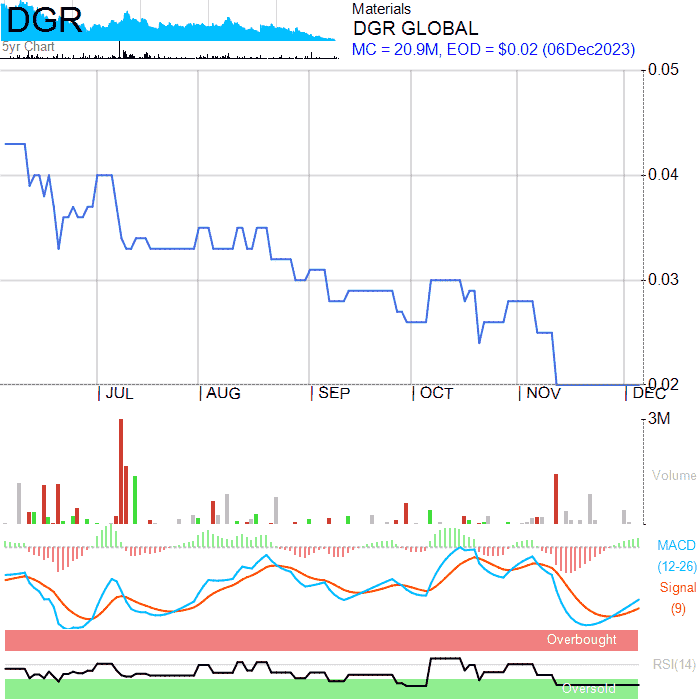 DGR
5yr Chart
Materials
DGR GLOBAL
MC = 20.9M, EOD = $0.02 (06Dec2023)
0.05
0.04
0.03
0.02
JUL AUG SEP OCT NOV DEC
3M
Volume
MACD
(12-26)
Signal
(9)
Overbought
RSI(14)
Oversold